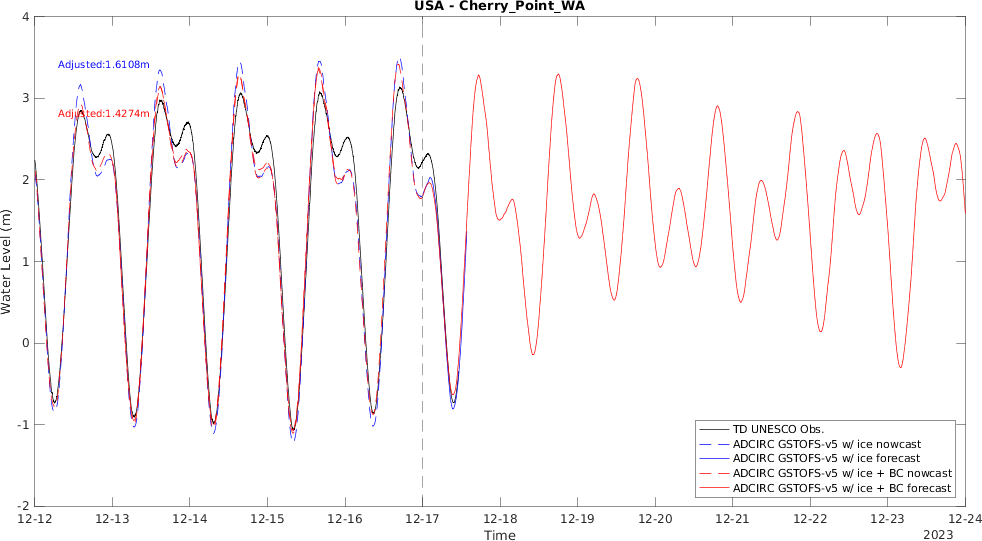 USA - Cherry_Point_WA
4
3
2
1
0
-1
-2
Water Level (m)
Adjusted:1.6108m
Adjusted:1.4274m
TD UNESCO Obs.
ADCIRC GSTOFS-v5 w/ ice nowcast
ADCIRC GSTOFS-v5 w/ ice forecast
ADCIRC GSTOFS-v5 w/ ice + BC nowcast
ADCIRC GSTOFS-v5 w/ ice + BC forecast
12-12 12-13 12-14 12-15 12-16 12-17 12-18 12-19 12-20 12-21 12-22 12-23 12-24
Time
2023